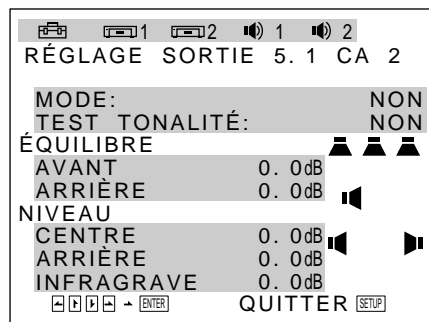 1 2 1 2
RÉGLAGE SORTIE 5. 1 CA 2
MODE: NON
TEST TONALITÉ: NON
ÉQUILIBRE
AVANT 0. 0dB
ARRIÈRE 0. 0dB
NIVEAU
CENTRE 0. 0dB
ARRIÈRE 0. 0dB
INFRAGRAVE 0. 0dB
ENTER QUITTER SETUP